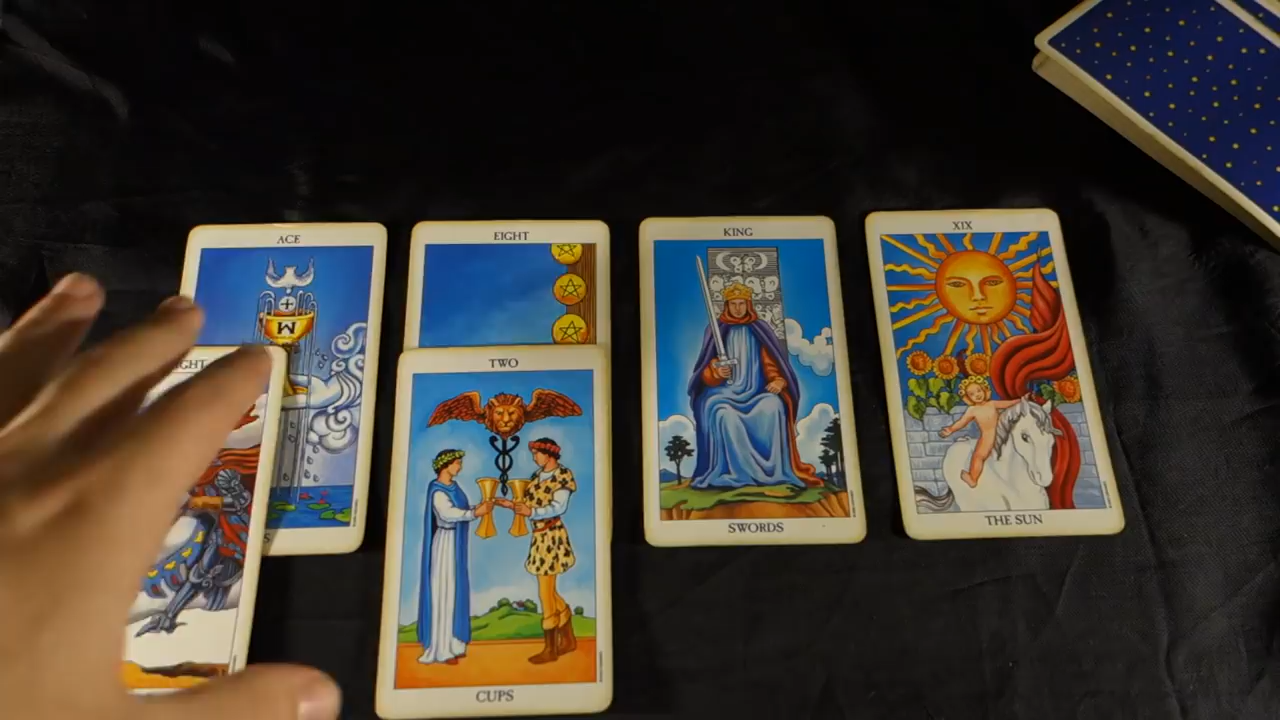 ACE
EIGHT
KING
XIX
TWO
SWORDS
THE SUN
CUPS